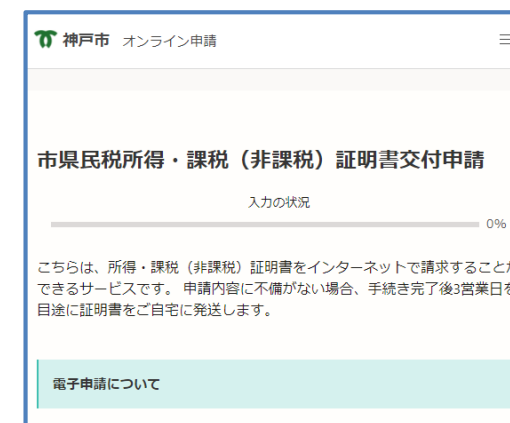 神戸市 オンライン申請
市県民税所得・課税（非課税）証明書交付申請
入力の状況
0%
こちらは、所得・課税（非課税）証明書をインターネットで請求すること
できるサービスです。 申請内容に不備がない場合、手続き完了後3営業日を
目途に証明書をご自宅に発送します。
電子申請について